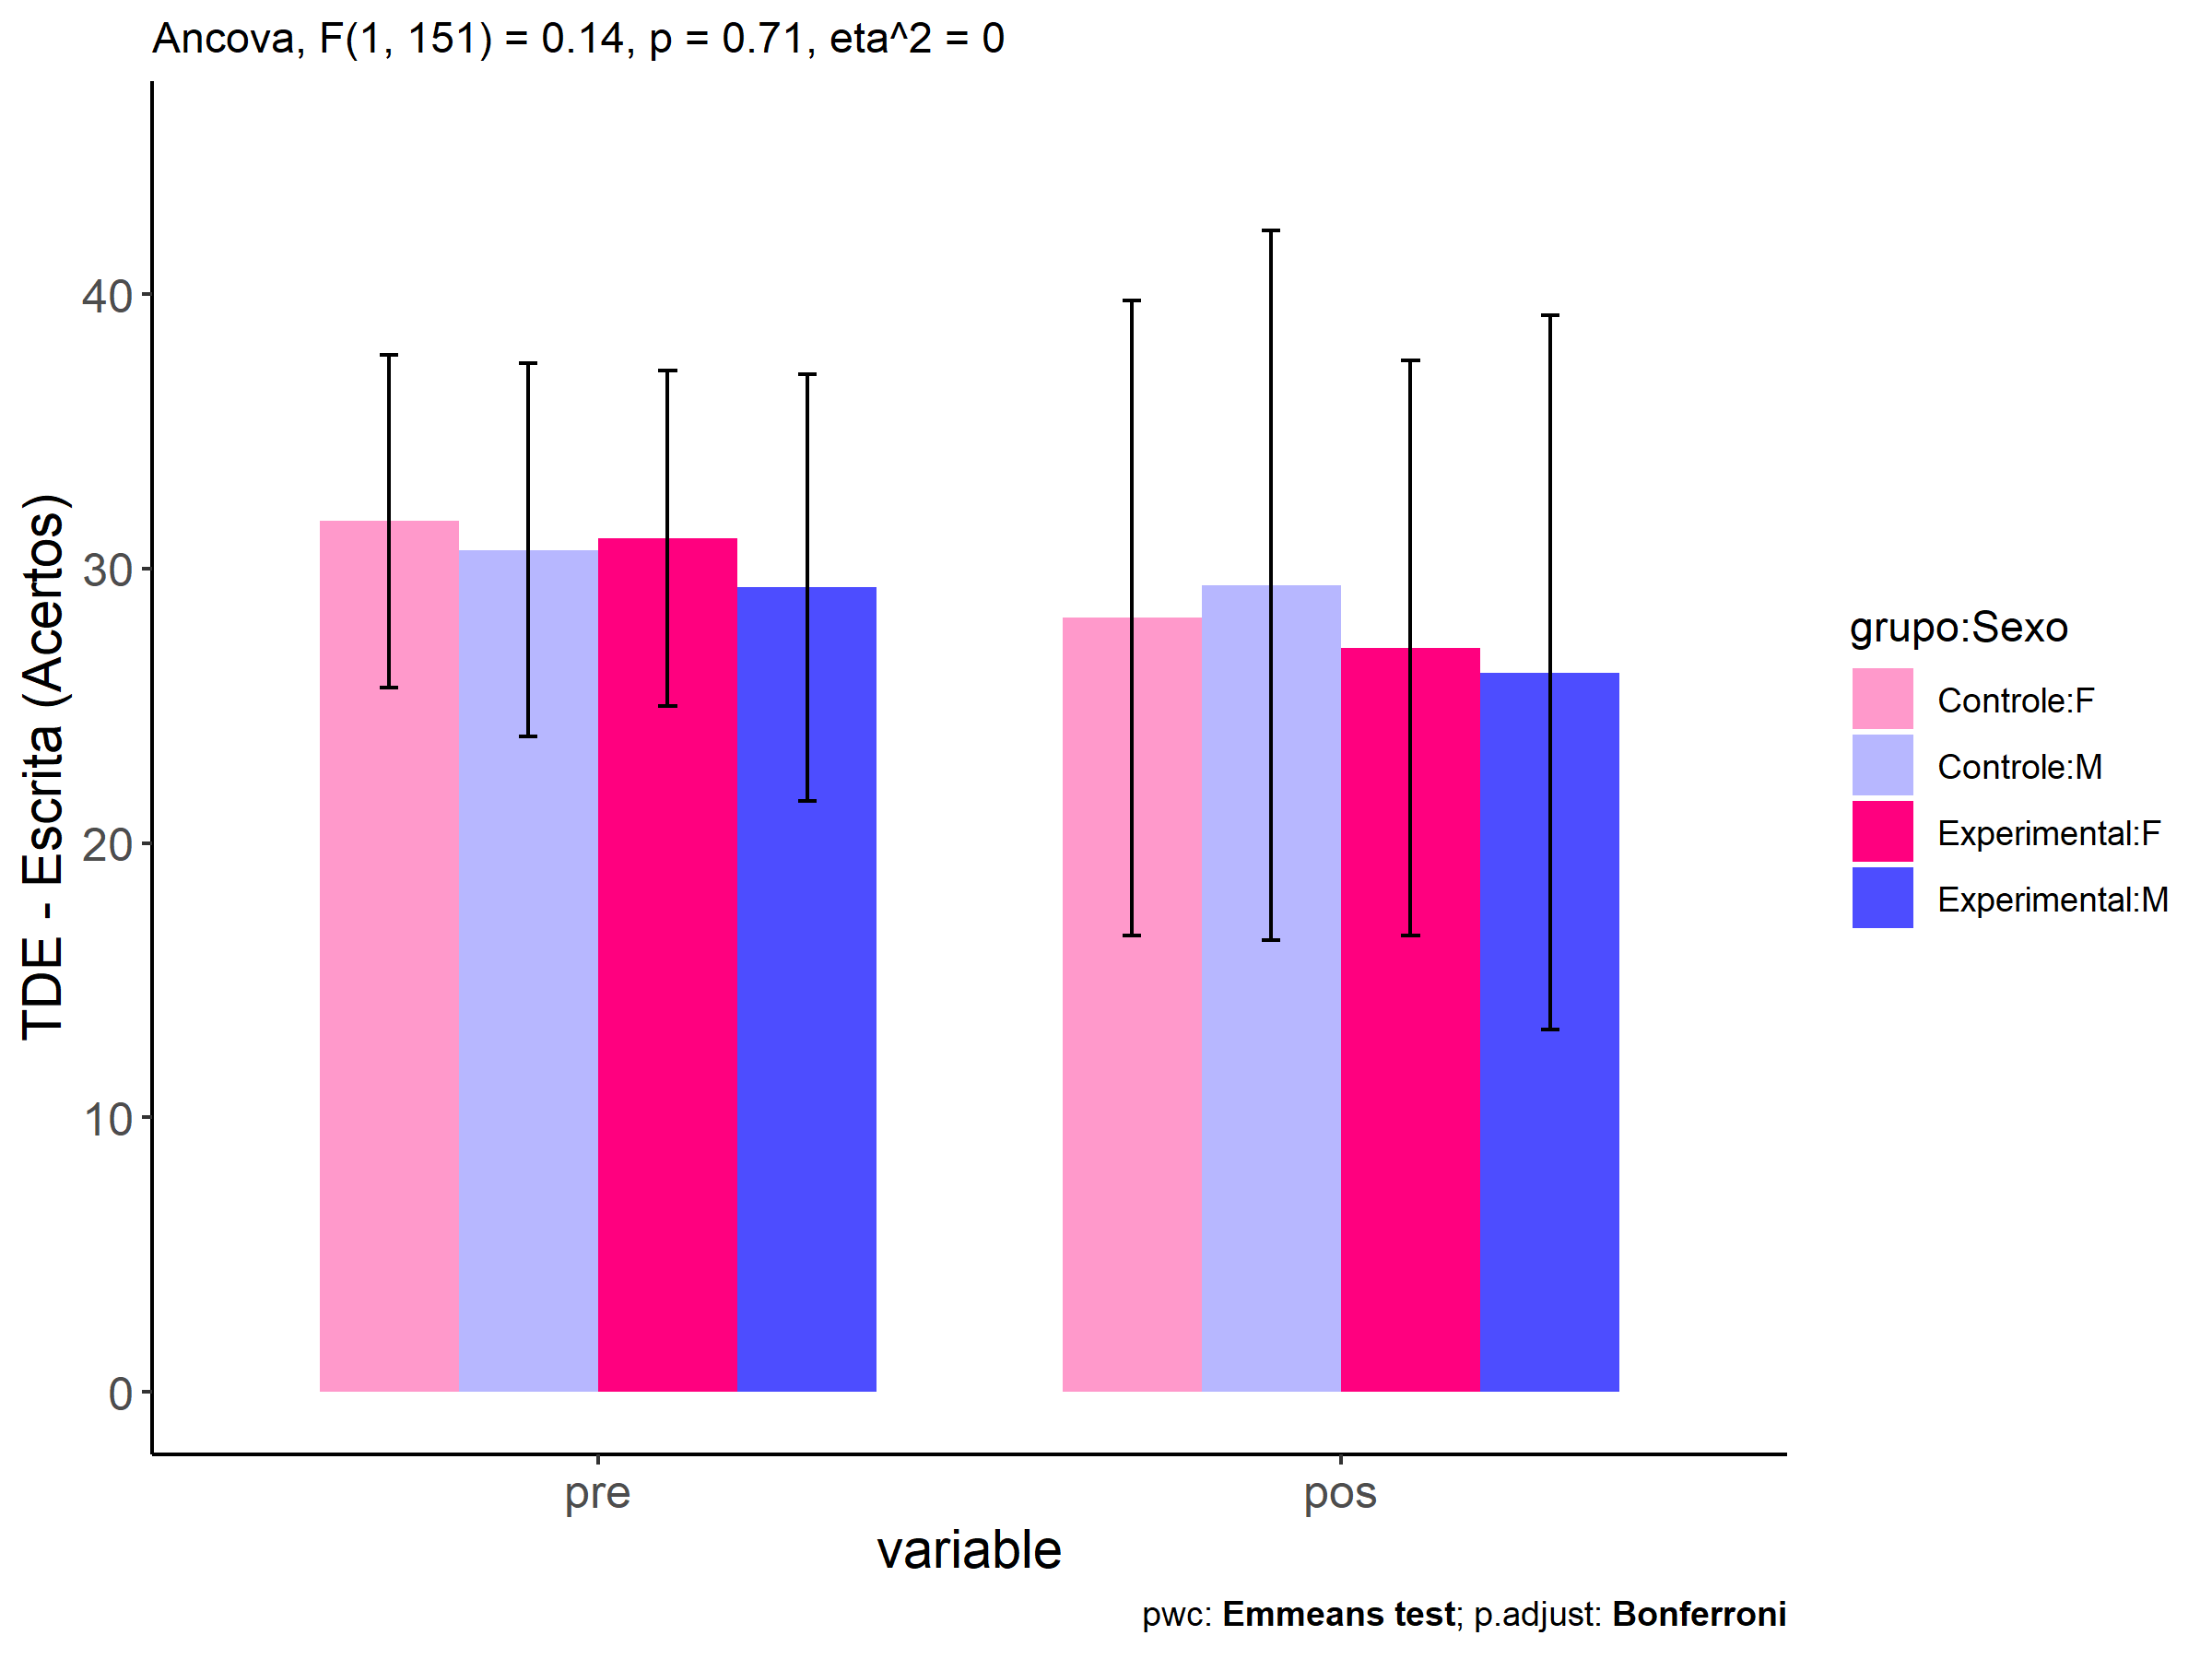 Ancova, F(1, 151) = 0.14, p = 0.71, eta^2 = 0
TDE - Escrita (Acertos)
40
30
20
10
0
pre
pos
variable
grupo:Sexo
Controle:F
Controle:M
Experimental:F
Experimental:M
pwc: Emmeans test; p.adjust: Bonferroni